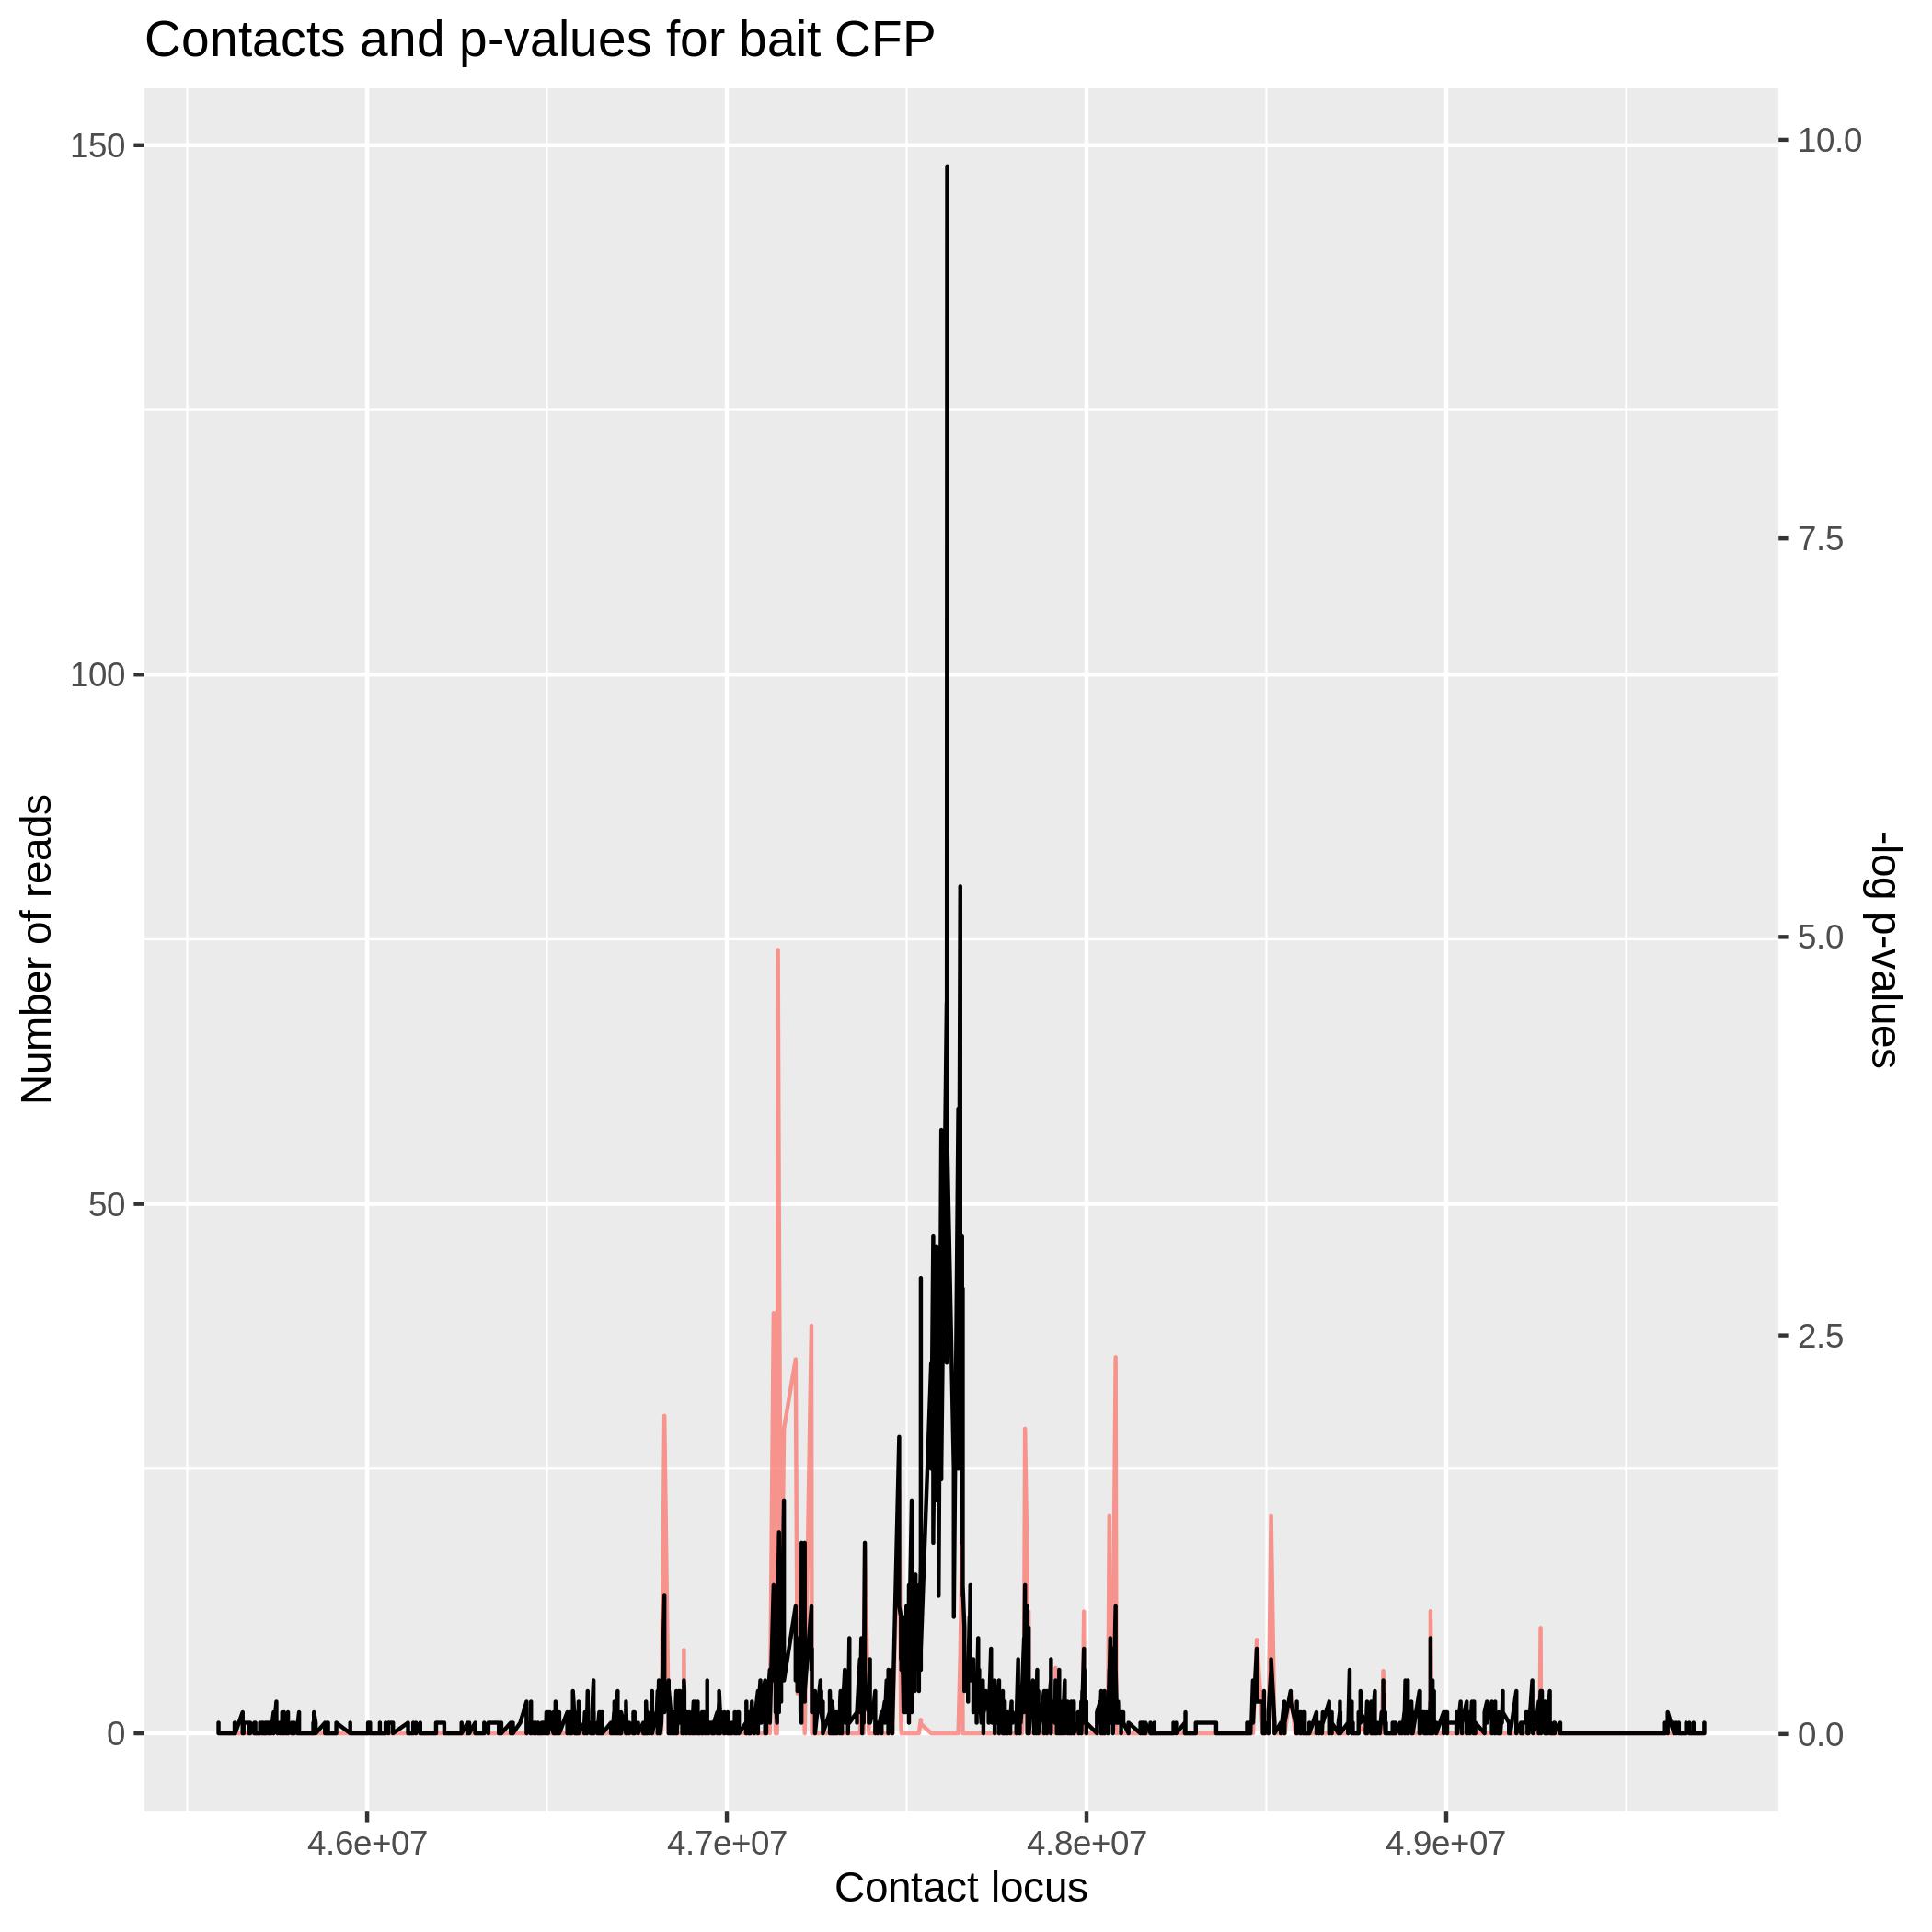 Contacts and p-values for bait CFP
150
100
50
0
Number of reads
10.0
7.5
5.0
2.5
0.0
-log p-values
4.6e+07
4.7e+07
4.8e+07
4.9e+07
Contact locus